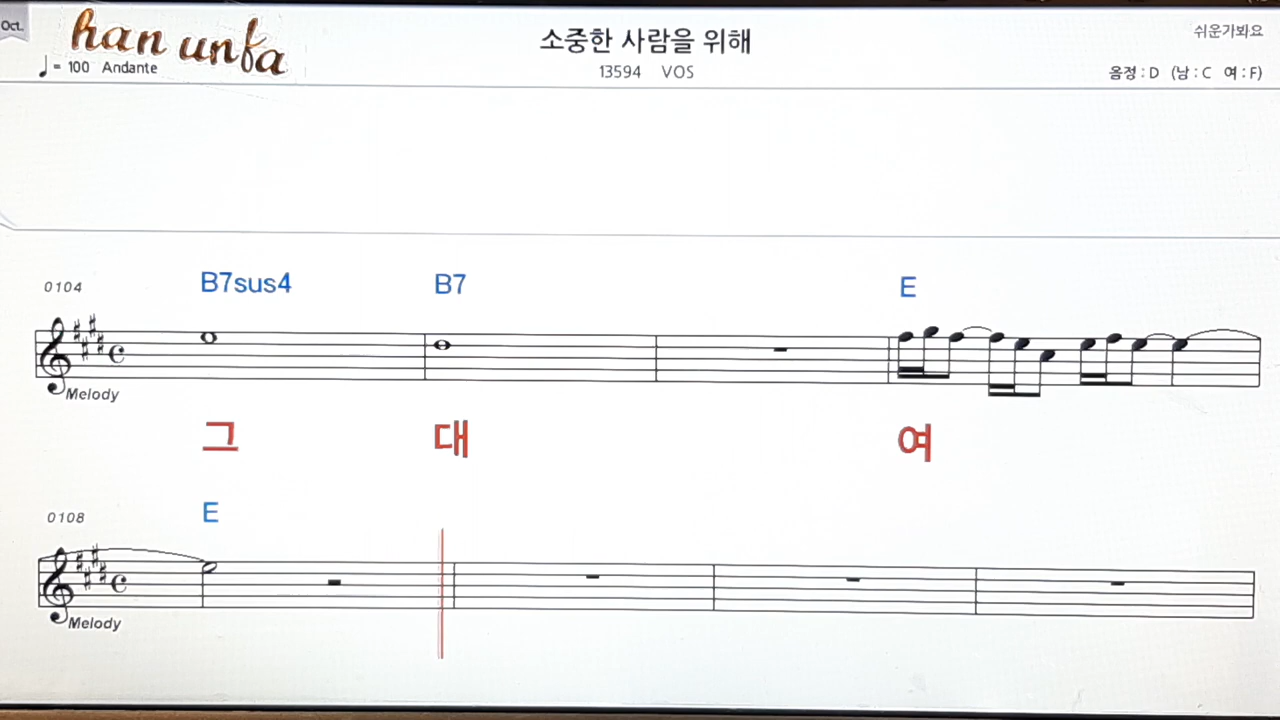 Oct.
han unfa
♩= 100 Andante
소중한 사람을 위해
13594 VOS
쉬운가봐요
음정 : D (남 : C 여 : F)
B7sus4 B7 E
0104
Melody
그 대 여
E
0108
Melody